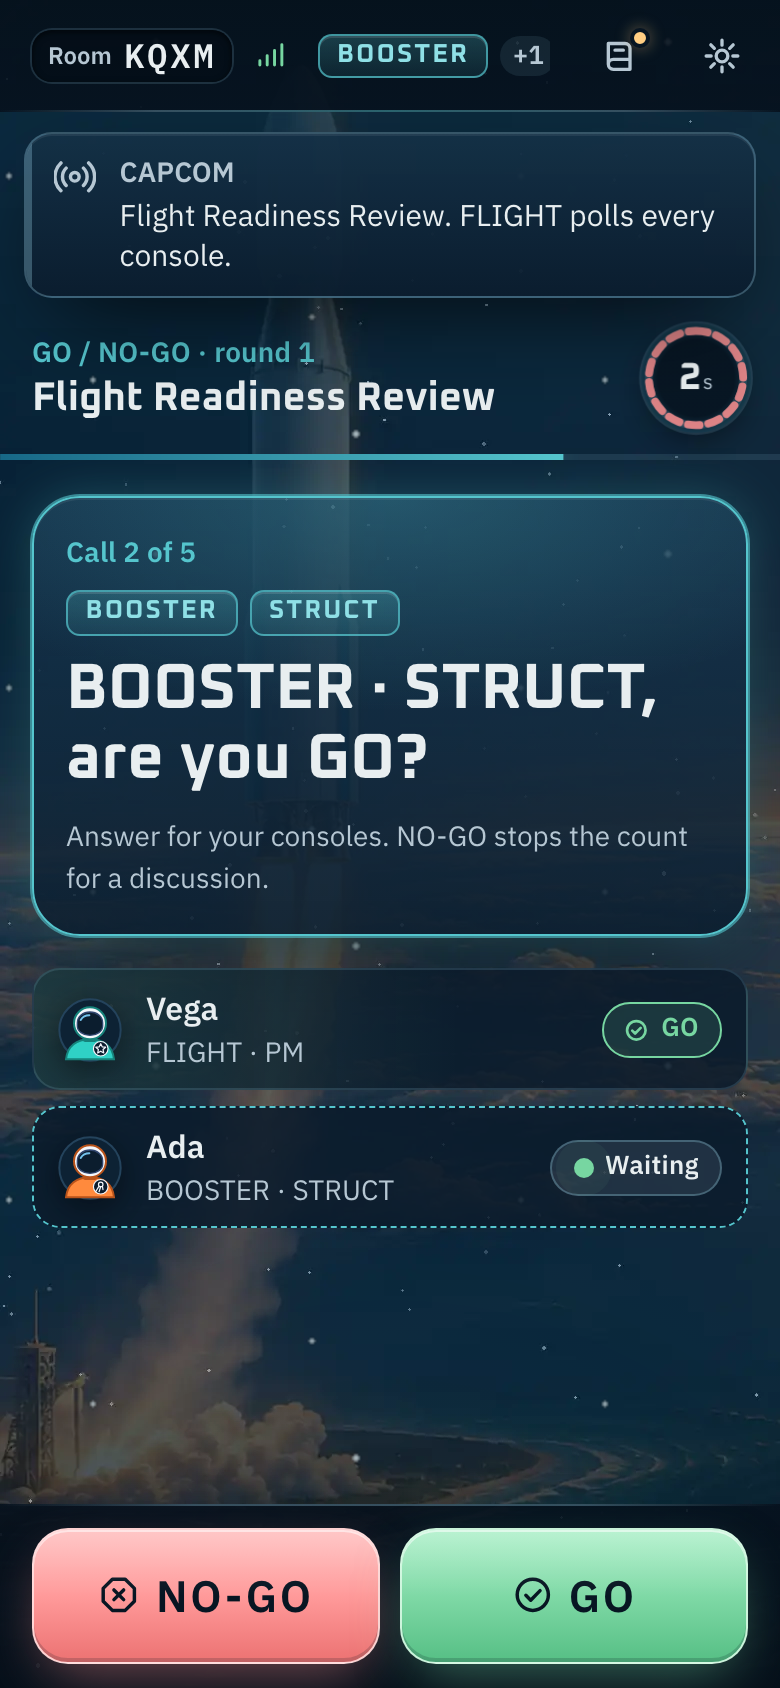 Room KQXM BOOSTER +1
CAPCOM
Flight Readiness Review. FLIGHT polls every
console.
GO / NO-GO · round 1
Flight Readiness Review
2s
Call 2 of 5
BOOSTER STRUCT
BOOSTER · STRUCT,
are you GO?
Answer for your consoles. NO-GO stops the count
for a discussion.
Vega
FLIGHT · PM
GO
Ada
BOOSTER · STRUCT
Waiting
NO-GO GO